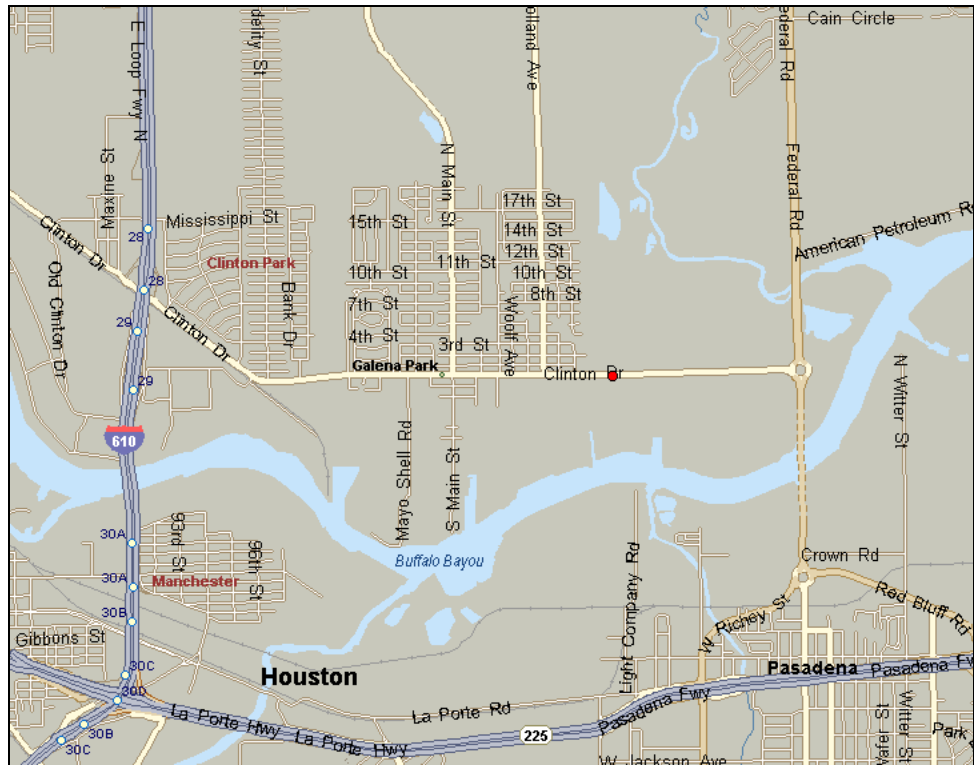 Cain Circle
E Loop Fwy N
delity St
olland Ave
Federal Rd
N Main St
Maxine St
Federal Rd
17th St
15th St
Mississippi St
14th St
28
American Petroleum R
Clinton Dr
12th St
Clinton Park
11th St
10th St
10th St
Old Clinton Dr
28
Bank Dr
8th St
7th St
29
Clinton Dr
4th St
3rd St
Woolf Ave
Galena Park
Clinton Dr
29
N Witter St
610
Mayo Shell Rd
S Main St
30A
93rd St
96th St
Buffalo Bayou
Crown Rd
30A
Manchester
Light Company Rd
Red Bluff Rd
30B
W Richey St
Gibbons St
30C
Houston
Pasadena
Pasadena Fw
30D
La Porte Hwy
La Porte Rd
Pasadena Fwy
30B
La Porte Hwy
225
Witter St
Park
30C
W Jackson Ave